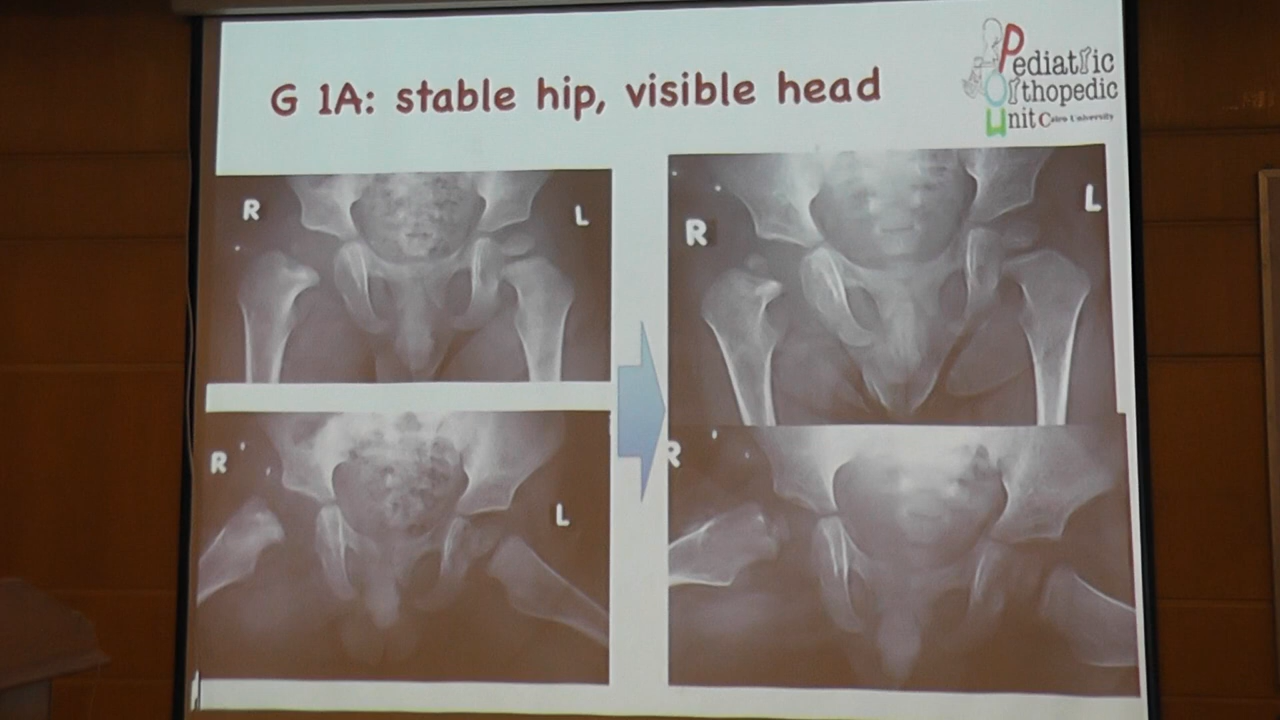 G 1A: stable hip, visible head
Pediatric
Orthopedic
Unit Cairo University
R
L
R
L
R
L
R